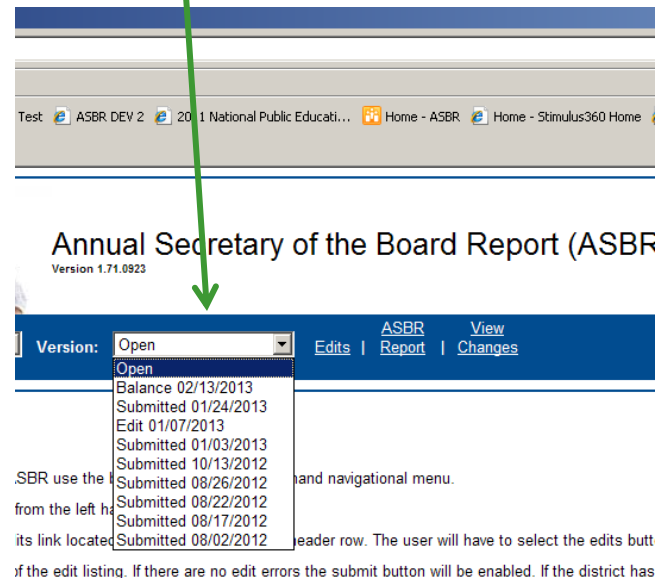 Test ASBR DEV 2 2011 National Public Educati... Home - ASBR Home - Stimulus360 Home
Annual Secretary of the Board Report (ASBR
Version 1.71.0923
Version: Open Edits | ASBR Report | View Changes
Open
Balance 02/13/2013
Submitted 01/24/2013
Edit 01/07/2013
Submitted 01/03/2013
Submitted 10/13/2012
Submitted 08/26/2012
Submitted 08/22/2012
Submitted 08/17/2012
Submitted 08/02/2012
ASBR use the hand navigational menu.
from the left
its link located header row. The user will have to select the edits butt
of the edit listing. If there are no edit errors the submit button will be enabled. If the district has